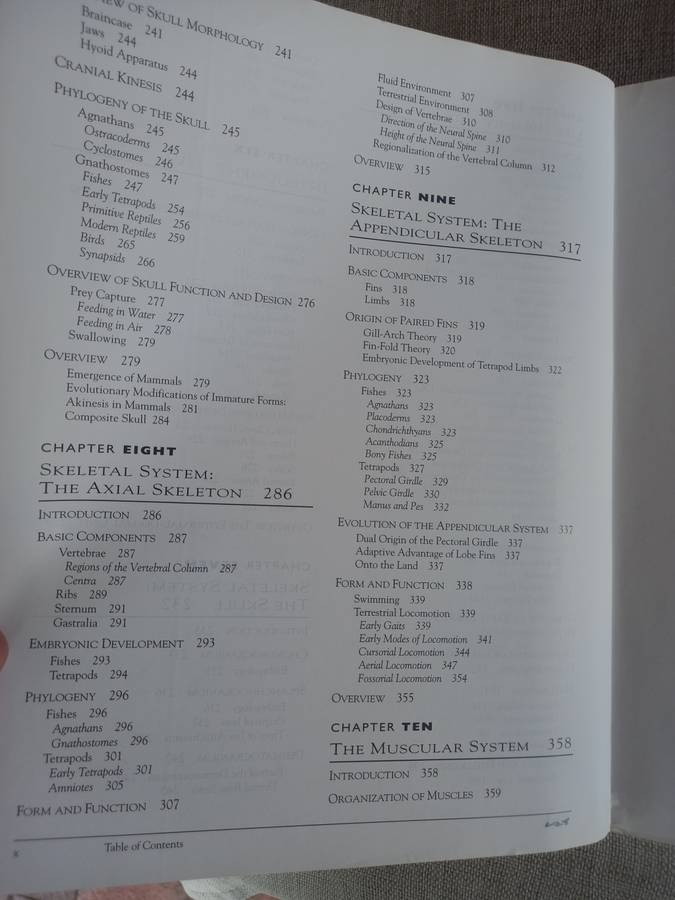 OF SKULL MORPHOLOGY 241
Braincase 241
Jaws 244
Hyoid Apparatus 244
CRANIAL KINESIS 244
PHYLOGENY OF THE SKULL 245
Agnathans 245
Ostracoderms 245
Cyclostomes 246
Gnathostomes 247
Fishes 247
Early Tetrapods 254
Primitive Reptiles 256
Modern Reptiles 259
Birds 265
Synapsids 266
OVERVIEW OF SKULL FUNCTION AND DESIGN 276
Prey Capture 277
Feeding in Water 277
Feeding in Air 278
Swallowing 279
OVERVIEW 279
Emergence of Mammals 279
Evolutionary Modifications of Immature Forms:
Akinesis in Mammals 281
Composite Skull 284
CHAPTER EIGHT
SKELETAL SYSTEM:
THE AXIAL SKELETON 286
INTRODUCTION 286
BASIC COMPONENTS 287
Vertebrae 287
Regions of the Vertebral Column 287
Centra 287
Ribs 289
Sternum 291
Gastralia 291
EMBRYONIC DEVELOPMENT 293
Fishes 293
Tetrapods 294
PHYLOGENY 296
Fishes 296
Agnathans 296
Gnathostomes 296
Tetrapods 301
Early Tetrapods 301
Amniotes 305
FORM AND FUNCTION 307
Fluid Environment 307
Terrestrial Environment 308
Design of Vertebrae 310
Direction of the Neural Spine 310
Height of the Neural Spine 311
Regionalization of the Vertebral Column 312
OVERVIEW 315
CHAPTER NINE
SKELETAL SYSTEM: THE
APPENDICULAR SKELETON 317
INTRODUCTION 317
BASIC COMPONENTS 318
Fins 318
Limbs 318
ORIGIN OF PAIRED FINS 319
Gill-Arch Theory 319
Fin-Fold Theory 320
Embryonic Development of Tetrapod Limbs 322
PHYLOGENY 323
Fishes 323
Agnathans 323
Placoderms 323
Chondrichthyans 323
Acanthodians 325
Bony Fishes 325
Tetrapods 327
Pectoral Girdle 329
Pelvic Girdle 330
Manus and Pes 332
EVOLUTION OF THE APPENDICULAR SYSTEM 337
Dual Origin of the Pectoral Girdle 337
Adaptive Advantage of Lobe Fins 337
Onto the Land 337
FORM AND FUNCTION 338
Swimming 339
Terrestrial Locomotion 339
Early Gaits 339
Early Modes of Locomotion 341
Cursorial Locomotion 344
Aerial Locomotion 347
Fossorial Locomotion 354
OVERVIEW 355
CHAPTER TEN
THE MUSCULAR SYSTEM 358
INTRODUCTION 358
ORGANIZATION OF MUSCLES 359
x Table of Contents